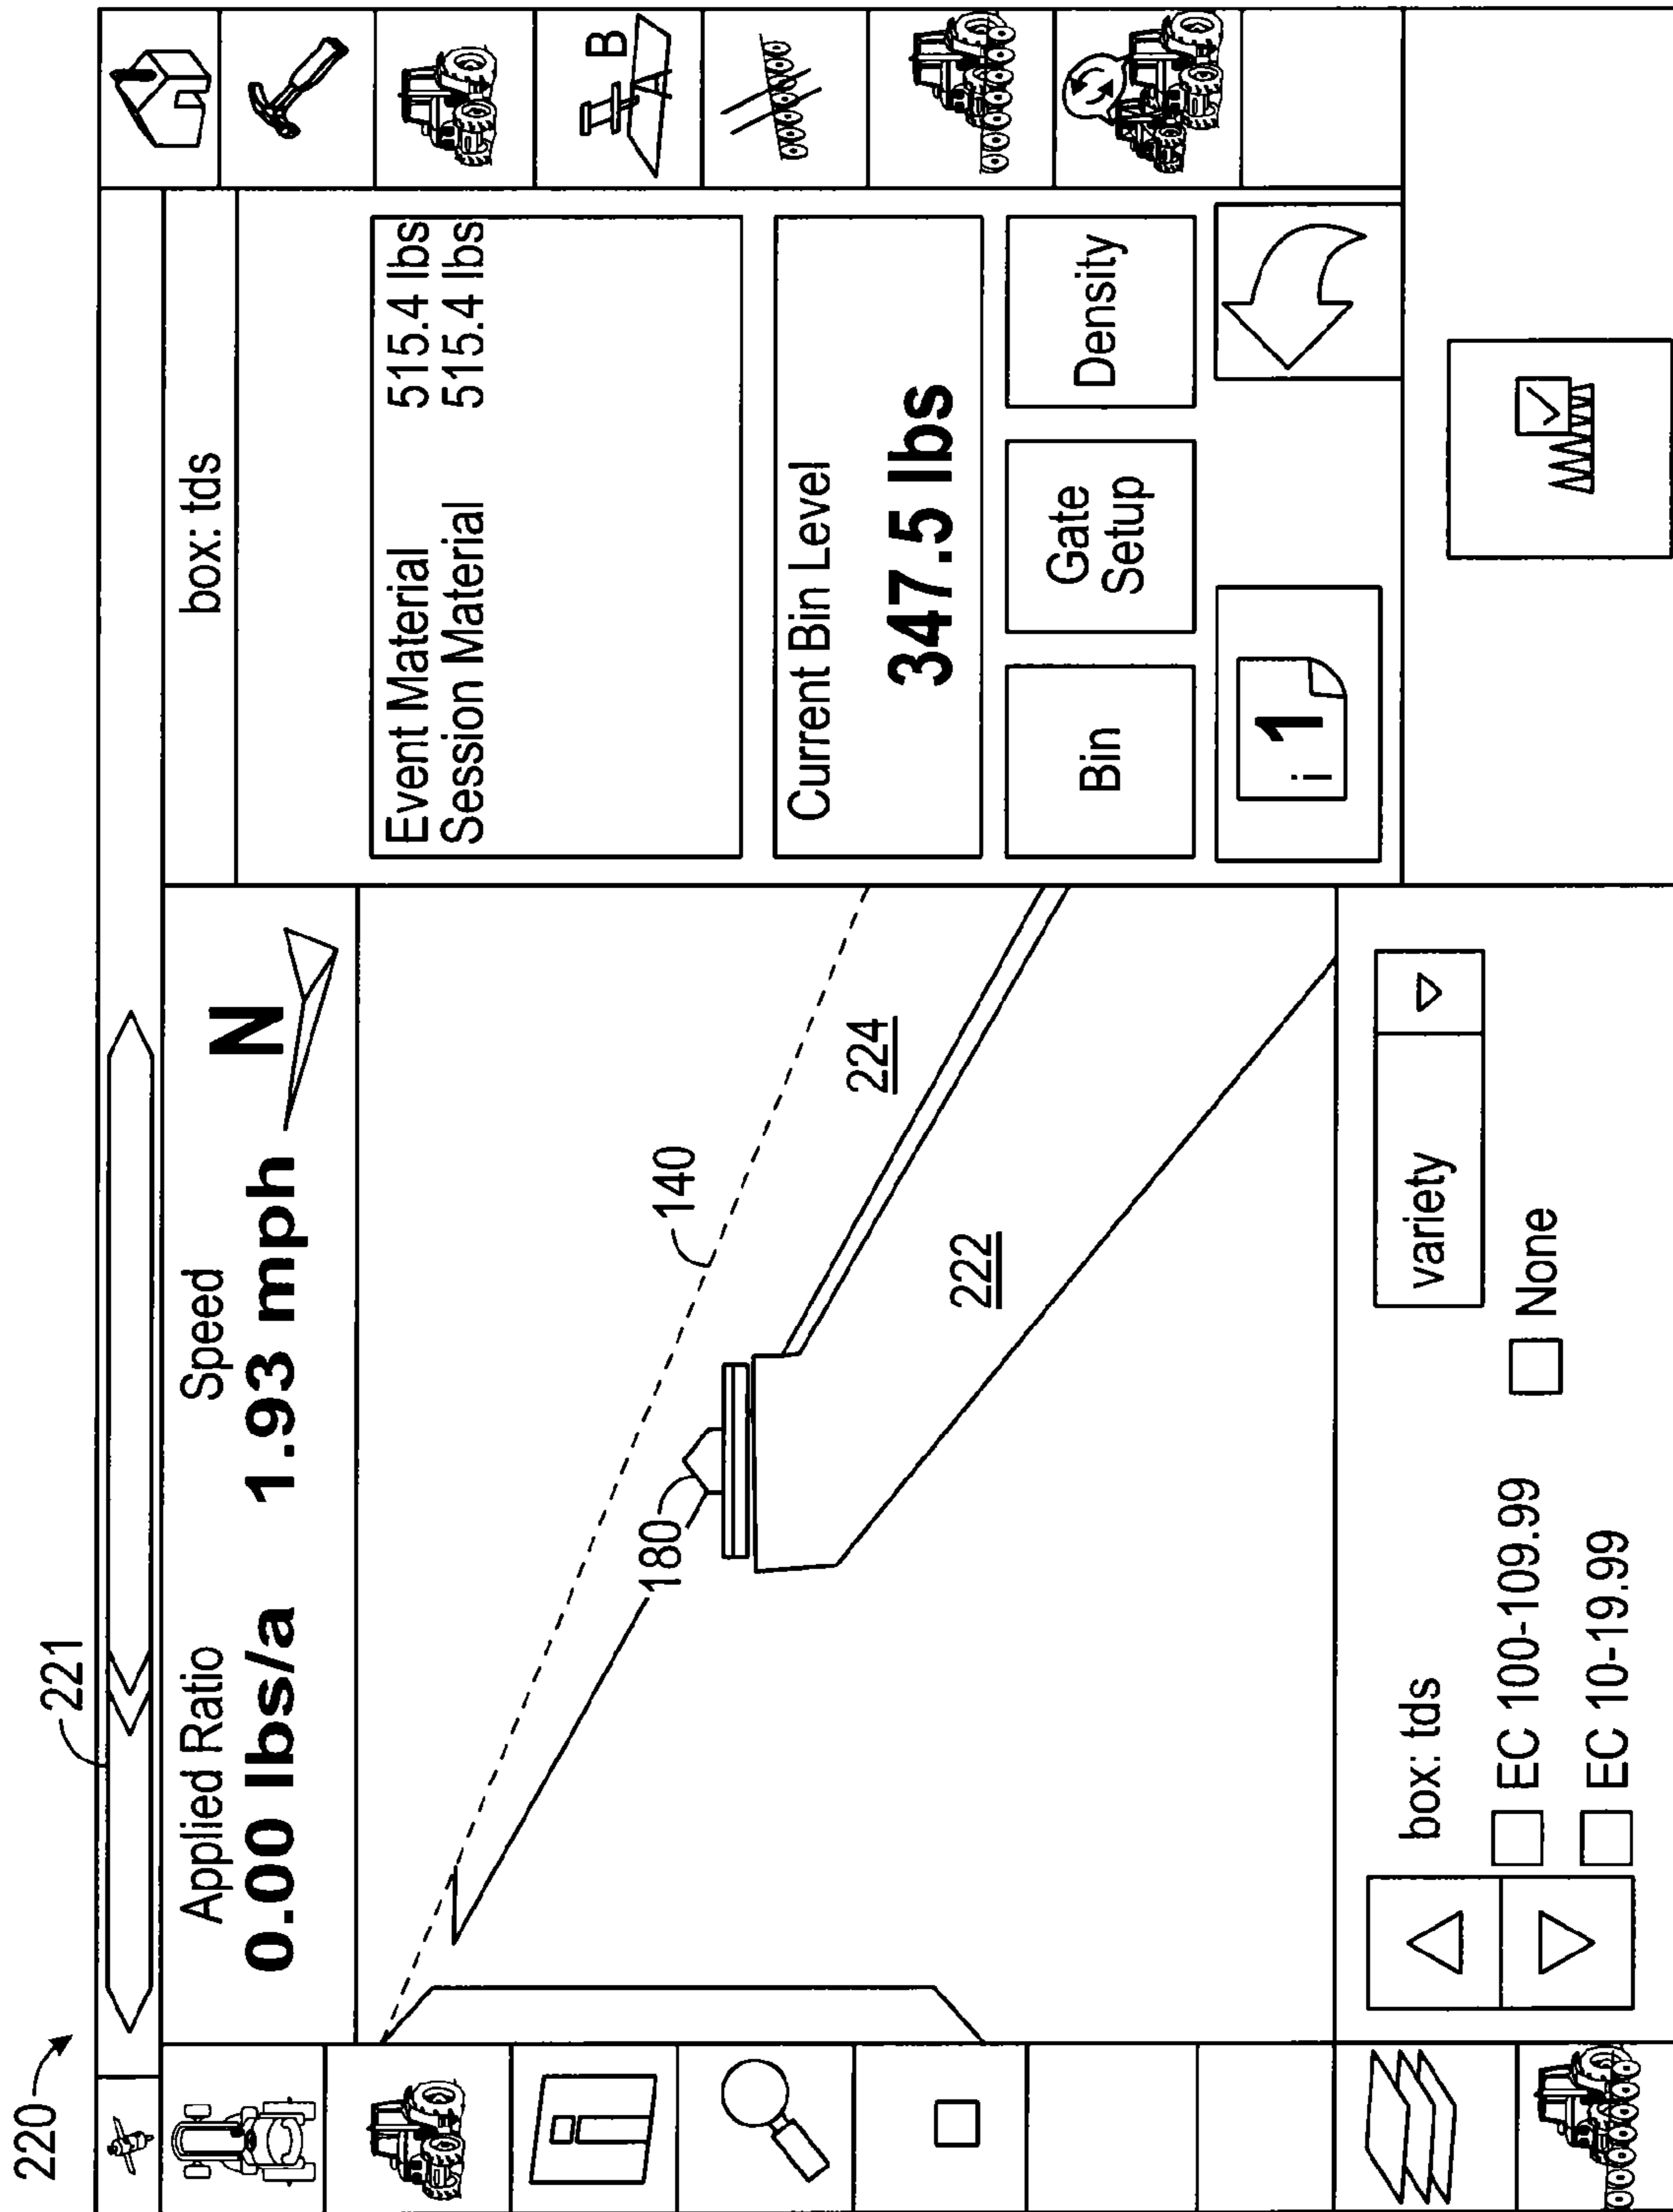 220
221
Applied Ratio
Speed
0.00 lbs/a
1.93 mph
N
box: tds
Event Material 515.4 lbs
Session Material 515.4 lbs
Current Bin Level
347.5 lbs
Bin
Gate
Setup
Density
i 1
A
B
140
180
224
222
box: tds
variety
EC 100-109.99
None
EC 10-19.99